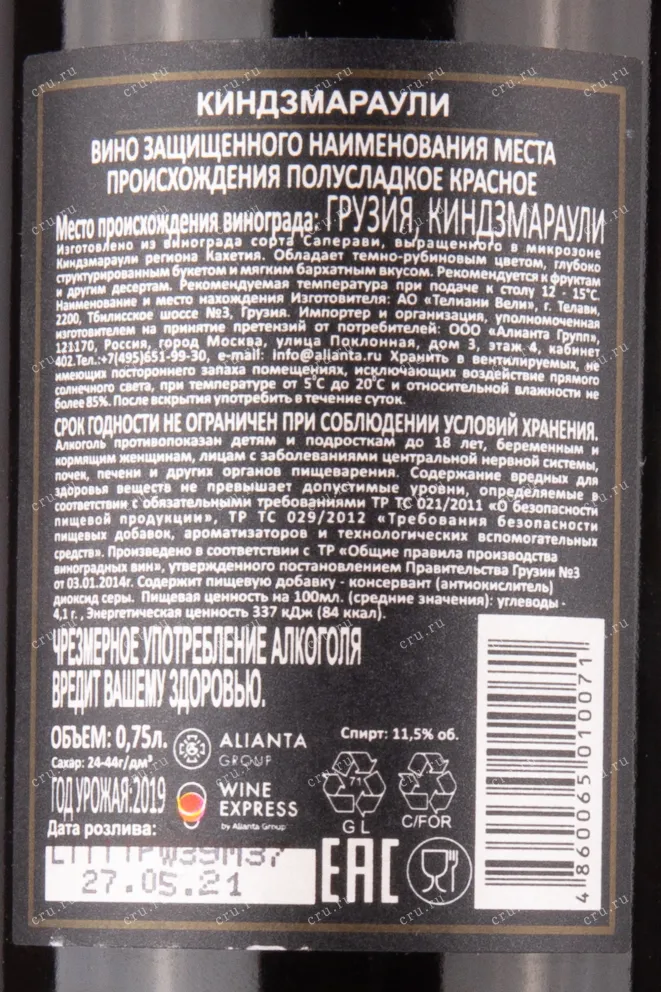 КИНДЗМАРАУЛИ
ВИНО ЗАЩИЩЕННОГО НАИМЕНОВАНИЯ МЕСТА
ПРОИСХОЖДЕНИЯ ПОЛУСЛАДКОЕ КРАСНОЕ
Место происхождения винограда: ГРУЗИЯ, КИНДЗМАРАУЛИ
Изготовлено из винограда сорта Саперави, выращенного в микрозоне
Киндзмараули региона Кахетия. Обладает темно-рубиновым цветом, глубоко
структурированным букетом и мягким бархатным вкусом. Рекомендуется к фруктам
и другим десертам. Рекомендуемая температура при подаче к столу 12 - 15°С.
Наименование и место нахождения Изготовителя: АО «Телиани Вели», г. Телави,
2200, Тбилисское шоссе №3, Грузия. Импортер и организация, уполномоченная
изготовителем на принятие претензий от потребителей: ООО «Алианта Групп»,
121170, Россия, город Москва, улица Поклонная, дом 3, этаж 4, кабинет
402.Тел.:+7(495)651-99-30, e-mail: info@alianta.ru Хранить в вентилируемых, не
имеющих постороннего запаха помещениях, исключающих воздействие прямого
солнечного света, при температуре от 5°С до 20°С и относительной влажности не
более 85%. После вскрытия употребить в течение суток.
СРОК ГОДНОСТИ НЕ ОГРАНИЧЕН ПРИ СОБЛЮДЕНИИ УСЛОВИЙ ХРАНЕНИЯ.
Алкоголь противопоказан детям и подросткам до 18 лет, беременным и
кормящим женщинам, лицам с заболеваниями центральной нервной системы,
почек, печени и других органов пищеварения. Содержание вредных для
здоровья веществ не превышает допустимые уровни, определяемые в
соответствии с обязательными требованиями ТР ТС 021/2011 «О безопасности
пищевой продукции», ТР ТС 029/2012 «Требования безопасности
пищевых добавок, ароматизаторов и технологических вспомогательных
средств». Произведено в соответствии с ТР «Общие правила производства
виноградных вин», утвержденного постановлением Правительства Грузии №3
от 03.01.2014г. Содержит пищевую добавку - консервант (антиокислитель)
диоксид серы. Пищевая ценность на 100мл. (средние значения): углеводы -
4,1 г, Энергетическая ценность 337 кДж (84 ккал).
ЧРЕЗМЕРНОЕ УПОТРЕБЛЕНИЕ АЛКОГОЛЯ
ВРЕДИТ ВАШЕМУ ЗДОРОВЬЮ.
ОБЪЕМ: 0,75л.
Сахар: 24-44г/дм³
ГОД УРОЖАЯ:2019
Дата розлива:
27.05.21
ALIANTA
GROUP
WINE
EXPRESS
by Alianta Group
Спирт: 11,5% об.
71
GL
C/FOR
EAC
4 860065 010071
cru.ru